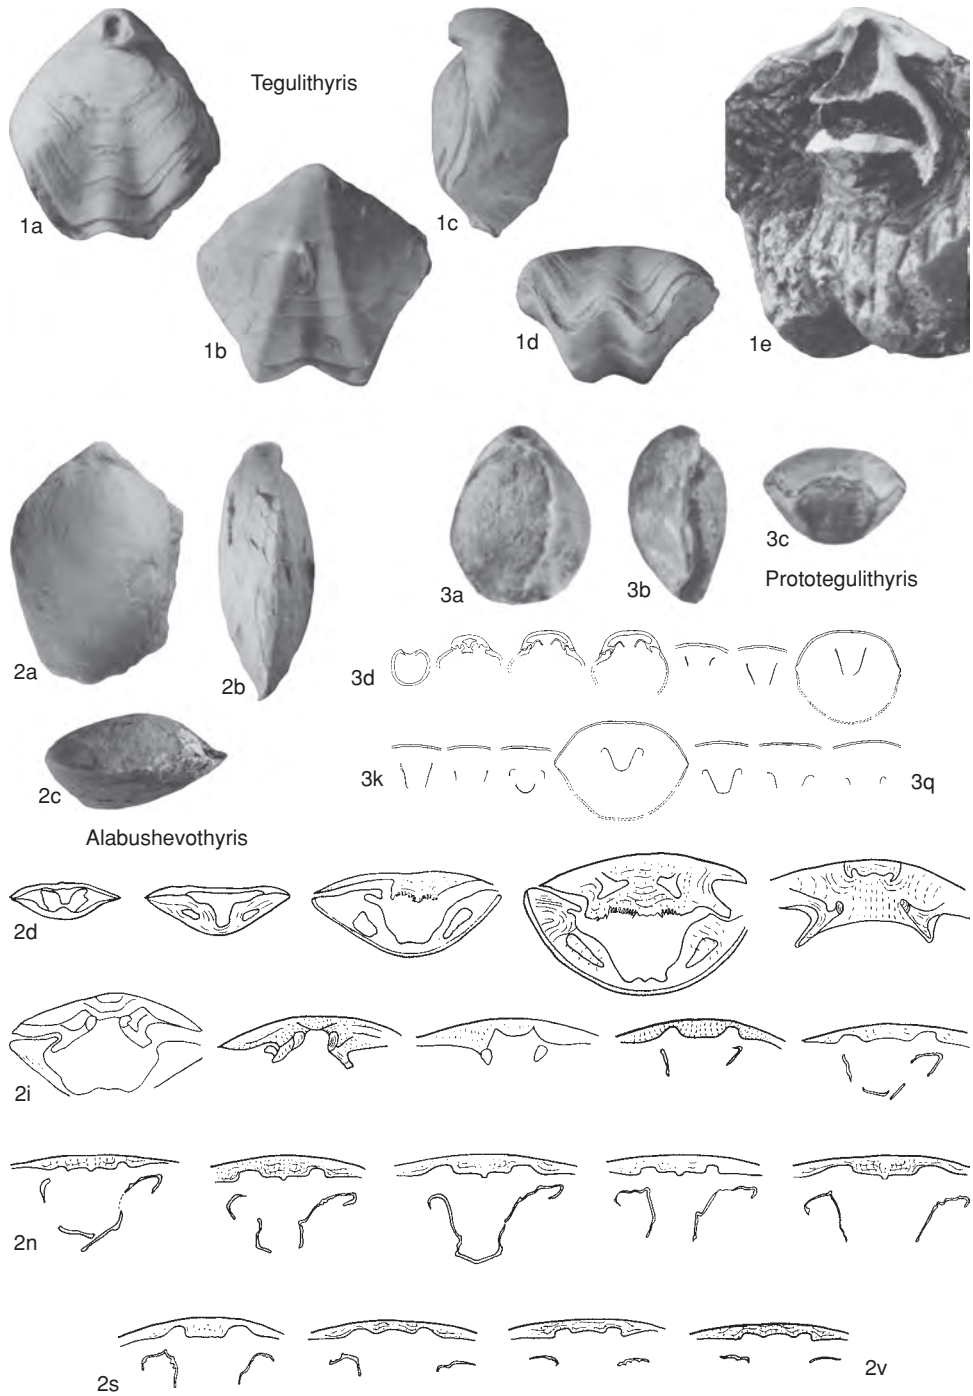 Tegulithyris
1a
1b
1c
1d
1e
2a
2b
2c
Alabushevothyris
3a
3b
3c
Prototegulithyris
3d
3k
3q
2d
2i
2n
2s
2v